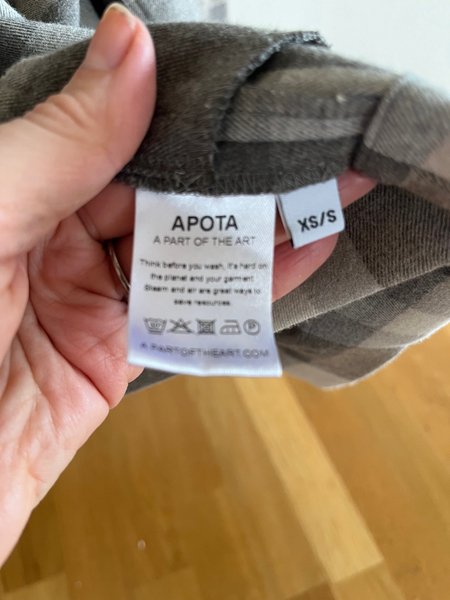 APOTA
A PART OF THE ART
Think before you wash, it's hard on
the planet and your garment
Steam and air are great ways to
save resources.
A PARTOFTHEART.COM
XS/S